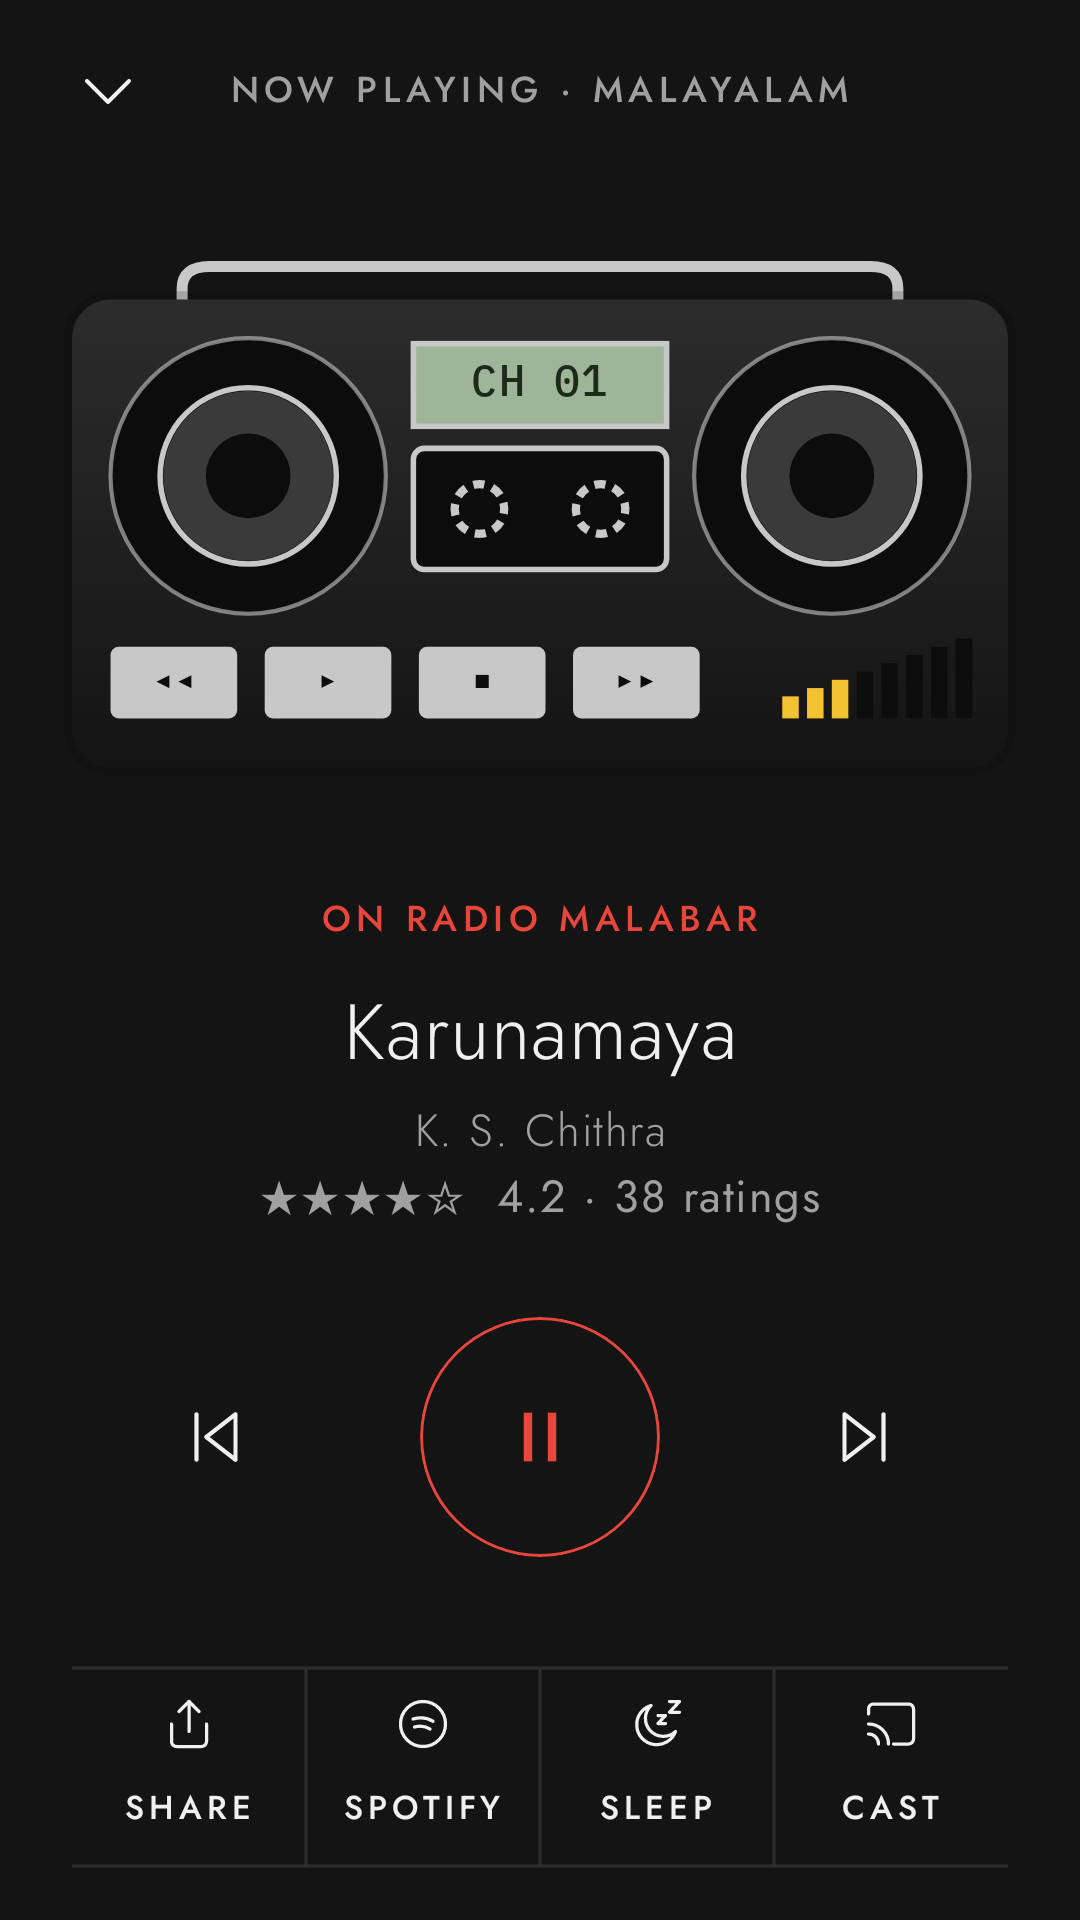 NOW PLAYING · MALAYALAM
CH 01
ON RADIO MALABAR
Karunamaya
K. S. Chithra
★★★★☆ 4.2 · 38 ratings
SHARE SPOTIFY SLEEP CAST